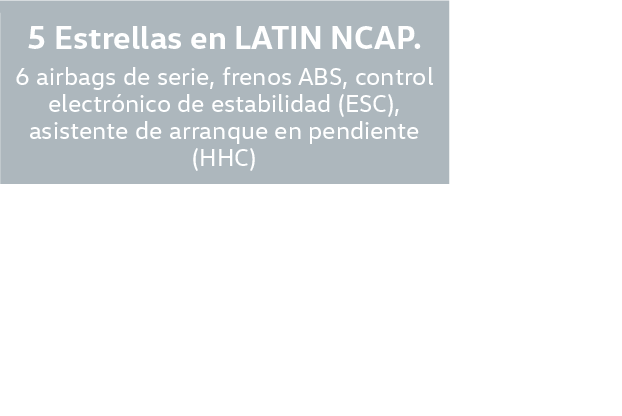 5 Estrellas en LATIN NCAP.
6 airbags de serie, frenos ABS, control
electrónico de estabilidad (ESC),
asistente de arranque en pendiente
(HHC)